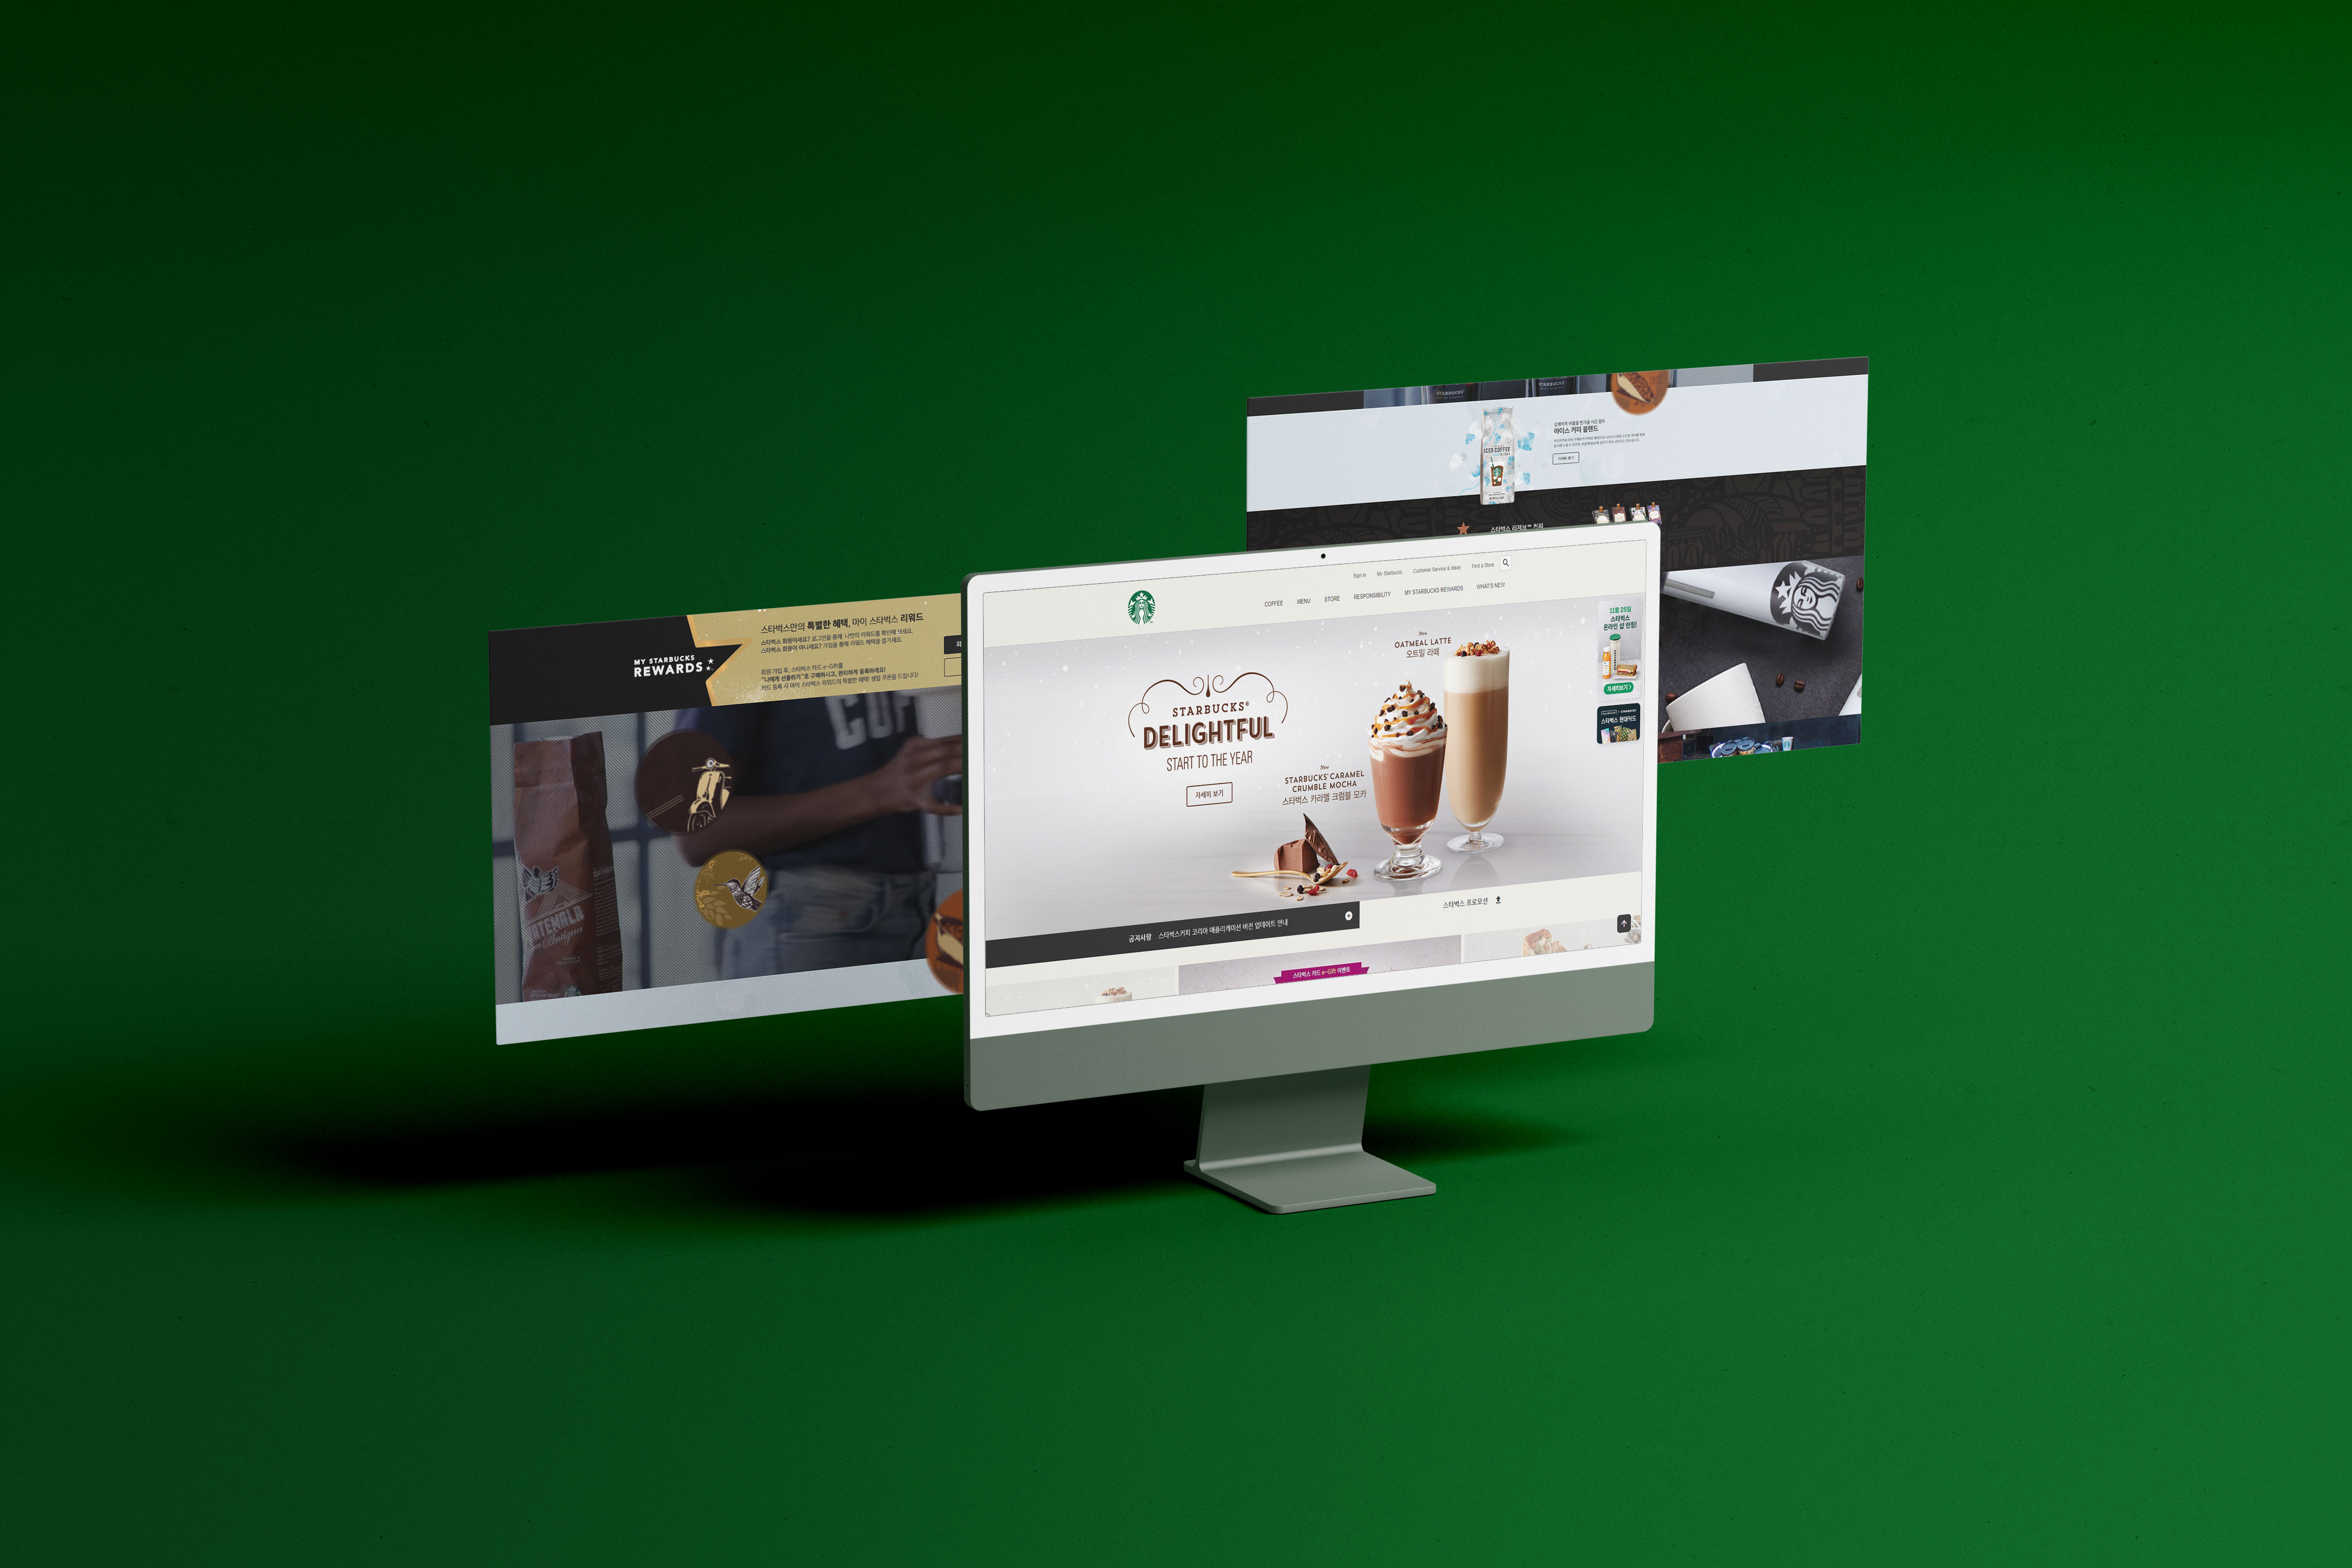 MY STARBUCKS
REWARDS
스타벅스만의 특별한 혜택, 마이 스타벅스 리워드
스타벅스 회원이세요? 로그인을 통해 나만의 리워드를 확인해 보세요.
스타벅스 회원이 아니세요? 가입을 통해 리워드 혜택을 즐기세요.
회원 가입 후, 스타벅스 카드 e-Gift를
"나에게 선물하기"로 구매하시고, 편리하게 등록하세요!
카드 등록 시 마이 스타벅스 리워드의 특별한 혜택! 생일 쿠폰을 드립니다!
Antigua
Sign in
My Starbucks
Customer Service & Ideas
Find a Store
COFFEE
MENU
STORE
RESPONSIBILITY
MY STARBUCKS REWARDS
WHAT'S NEW
STARBUCKS®
DELIGHTFUL
START TO THE YEAR
자세히 보기
New
OATMEAL LATTE
오트밀 라떼
New
STARBUCKS® CARAMEL
CRUMBLE MOCHA
스타벅스 카라멜 크럼블 모카
11월 25일
스타벅스
온라인 샵 런칭!
자세히보기 >
스타벅스 현대카드
공지사항 스타벅스커피 코리아 애플리케이션 버전 업데이트 안내
스타벅스 프로모션
스타벅스 카드 e-Gift 이벤트
STARBUCKS
STARBUCKS
ICED COFFEE
아이스 커피 블렌드
스타벅스 리저브™ 커피